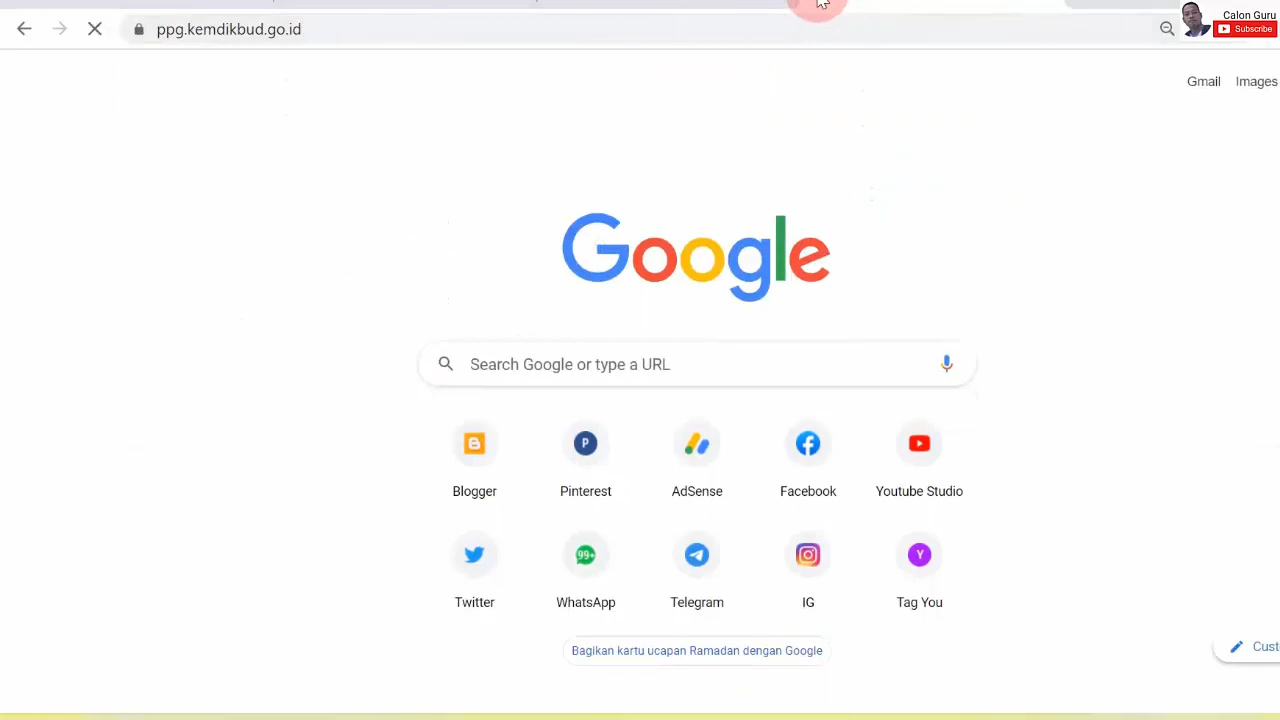 ppg.kemdikbud.go.id
Calon Guru
Subscribe
Gmail Images
Google
Search Google or type a URL
P
Blogger Pinterest AdSense Facebook Youtube Studio
99+ Y
Twitter WhatsApp Telegram IG Tag You
Bagikan kartu ucapan Ramadan dengan Google
Cust